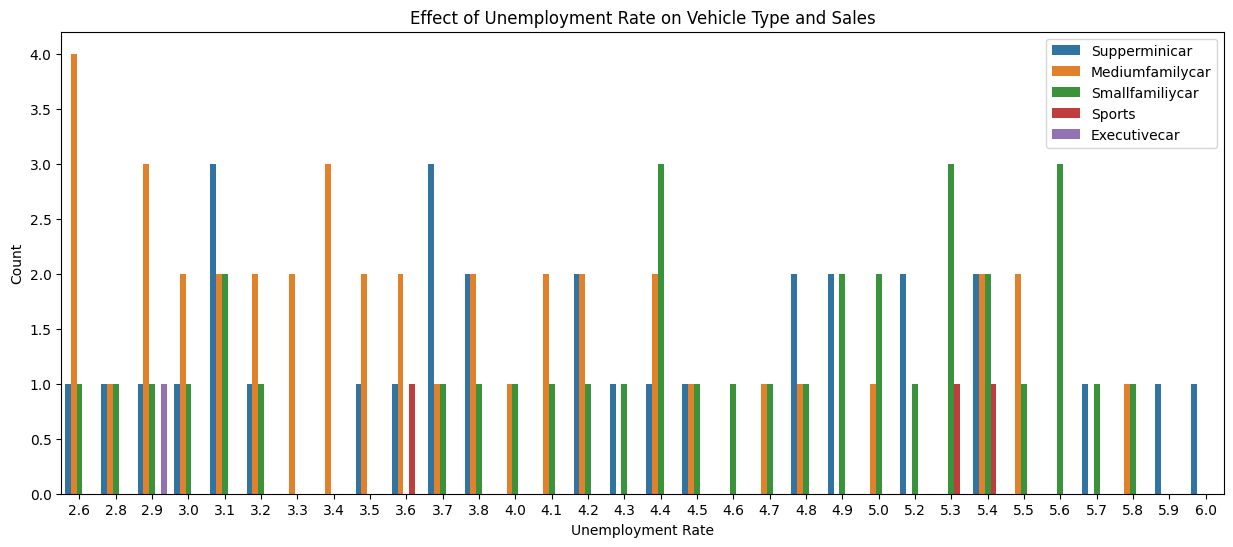 Effect of Unemployment Rate on Vehicle Type and Sales
Supperminicar
Mediumfamilycar
Smallfamiliycar
Sports
Executivecar
Count
4.0
3.5
3.0
2.5
2.0
1.5
1.0
0.5
0.0
2.6 2.8 2.9 3.0 3.1 3.2 3.3 3.4 3.5 3.6 3.7 3.8 4.0 4.1 4.2 4.3 4.4 4.5 4.6 4.7 4.8 4.9 5.0 5.2 5.3 5.4 5.5 5.6 5.7 5.8 5.9 6.0
Unemployment Rate